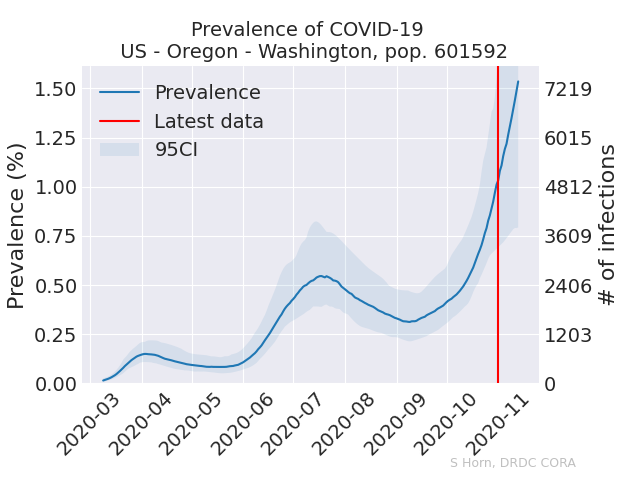 Prevalence of COVID-19
US - Oregon - Washington, pop. 601592
Prevalence (%)
1.50
1.25
1.00
0.75
0.50
0.25
0.00
Prevalence
Latest data
95CI
7219
6015
4812
3609
2406
1203
0
# of infections
2020-03
2020-04
2020-05
2020-06
2020-07
2020-08
2020-09
2020-10
2020-11
S Horn, DRDC CORA